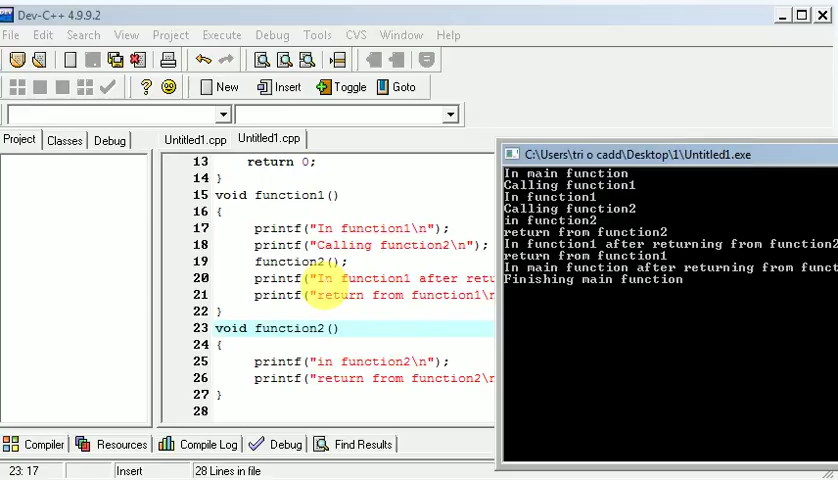 Dev-C++ 4.9.9.2
File Edit Search View Project Execute Debug Tools CVS Window Help
New Insert Toggle Goto
Project Classes Debug
Untitled1.cpp Untitled1.cpp
13 return 0;
14 }
15 void function1()
16 {
17 printf("In function1\n");
18 printf("Calling function2\n");
19 function2();
20 printf("In function1 after retu
21 printf("return from function1\n
22 }
23 void function2()
24 {
25 printf("in function2\n");
26 printf("return from function2\n
27 }
28
C:\Users\tri o cadd\Desktop\1\Untitled1.exe
In main function
Calling function1
In function1
Calling function2
in function2
return from function2
In function1 after returning from function2
return from function1
In main function after returning from funct
Finishing main function
Compiler Resources Compile Log Debug Find Results
23: 17 Insert 28 Lines in file